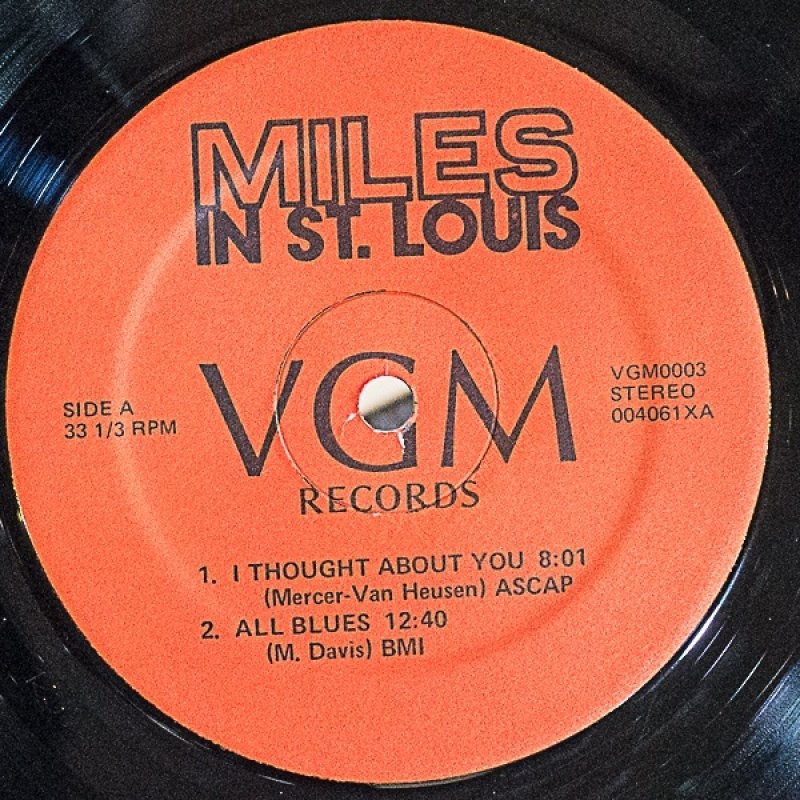 MILES
IN ST. LOUIS
VGM
RECORDS
SIDE A
33 1/3 RPM
VGM0003
STEREO
004061XA
1. I THOUGHT ABOUT YOU 8:01
(Mercer-Van Heusen) ASCAP
2. ALL BLUES 12:40
(M. Davis) BMI